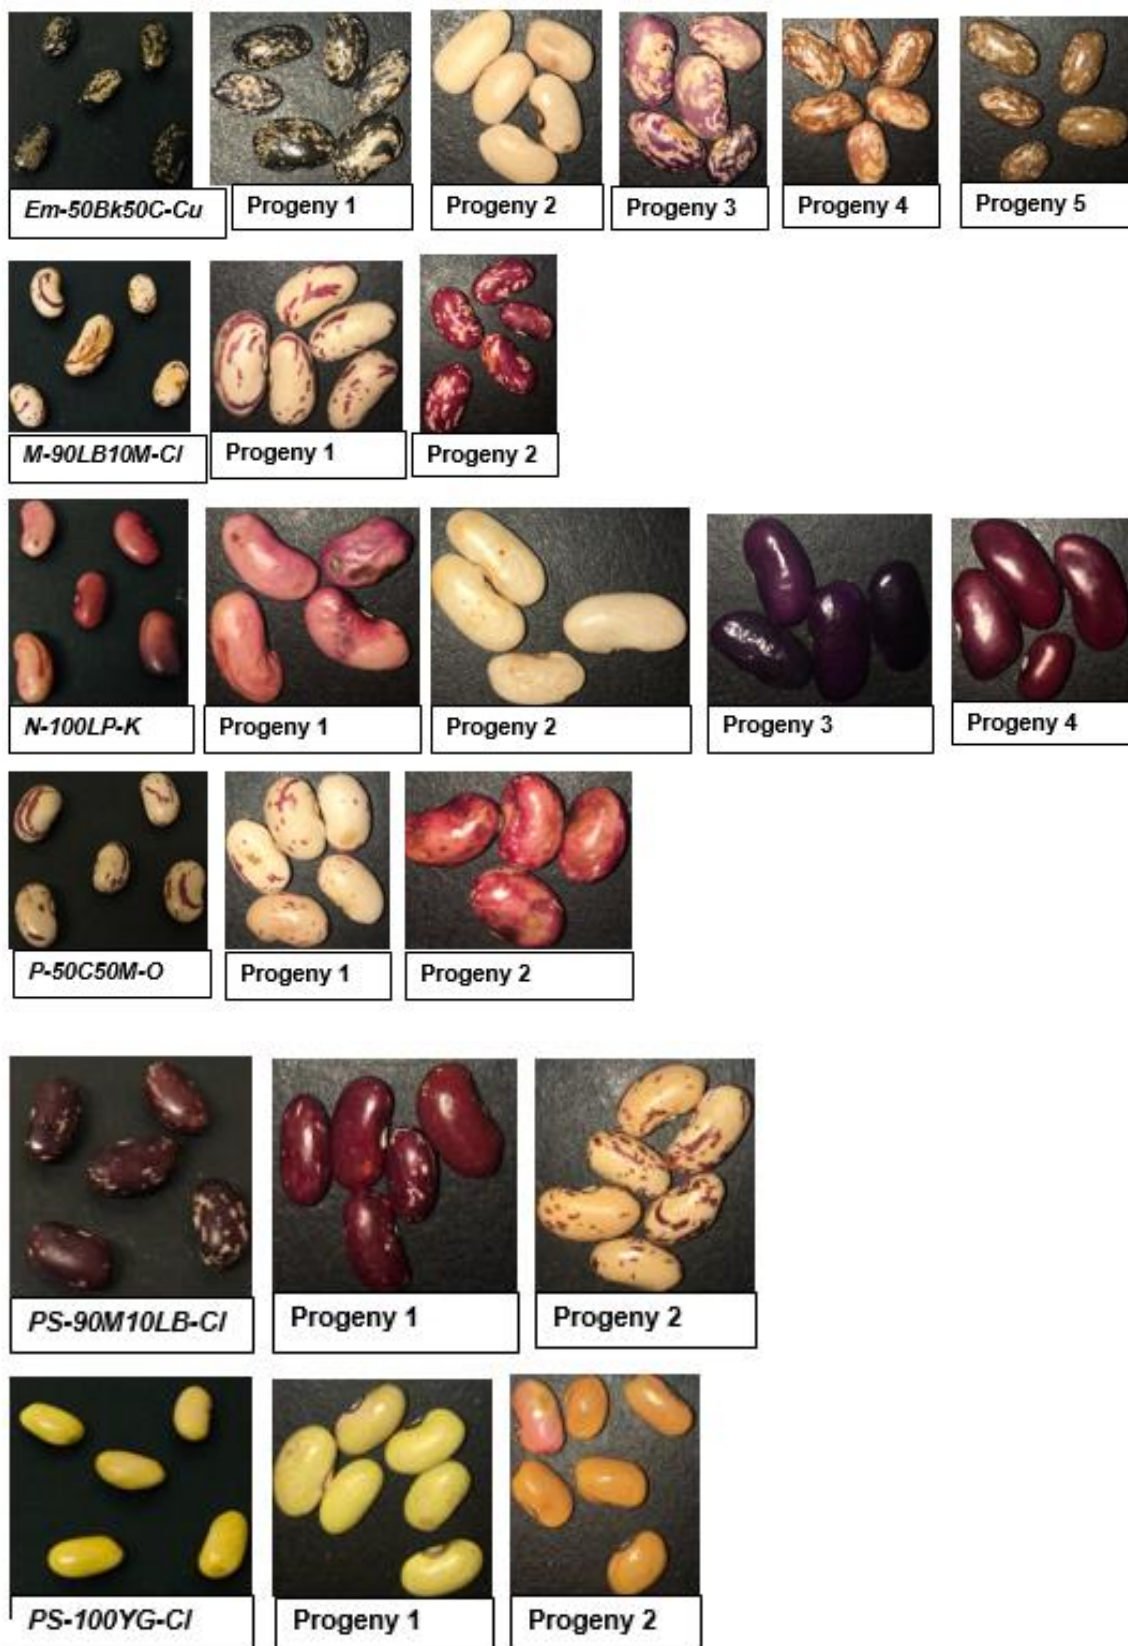 Em-50Bk50C-Cu
Progeny 1
Progeny 2
Progeny 3
Progeny 4
Progeny 5
M-90LB10M-Cl
Progeny 1
Progeny 2
N-100LP-K
Progeny 1
Progeny 2
Progeny 3
Progeny 4
P-50C50M-O
Progeny 1
Progeny 2
PS-90M10LB-Cl
Progeny 1
Progeny 2
PS-100YG-Cl
Progeny 1
Progeny 2